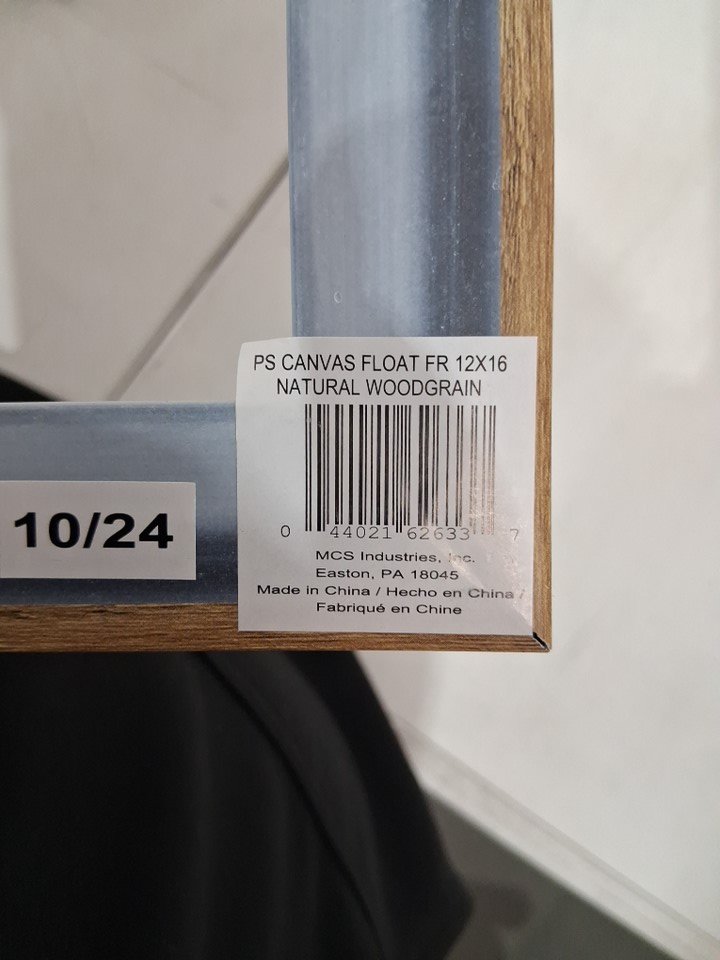 PS CANVAS FLOAT FR 12X16
NATURAL WOODGRAIN
0 44021 62633 7
MCS Industries, Inc.
Easton, PA 18045
Made in China / Hecho en China /
Fabriqué en Chine
10/24